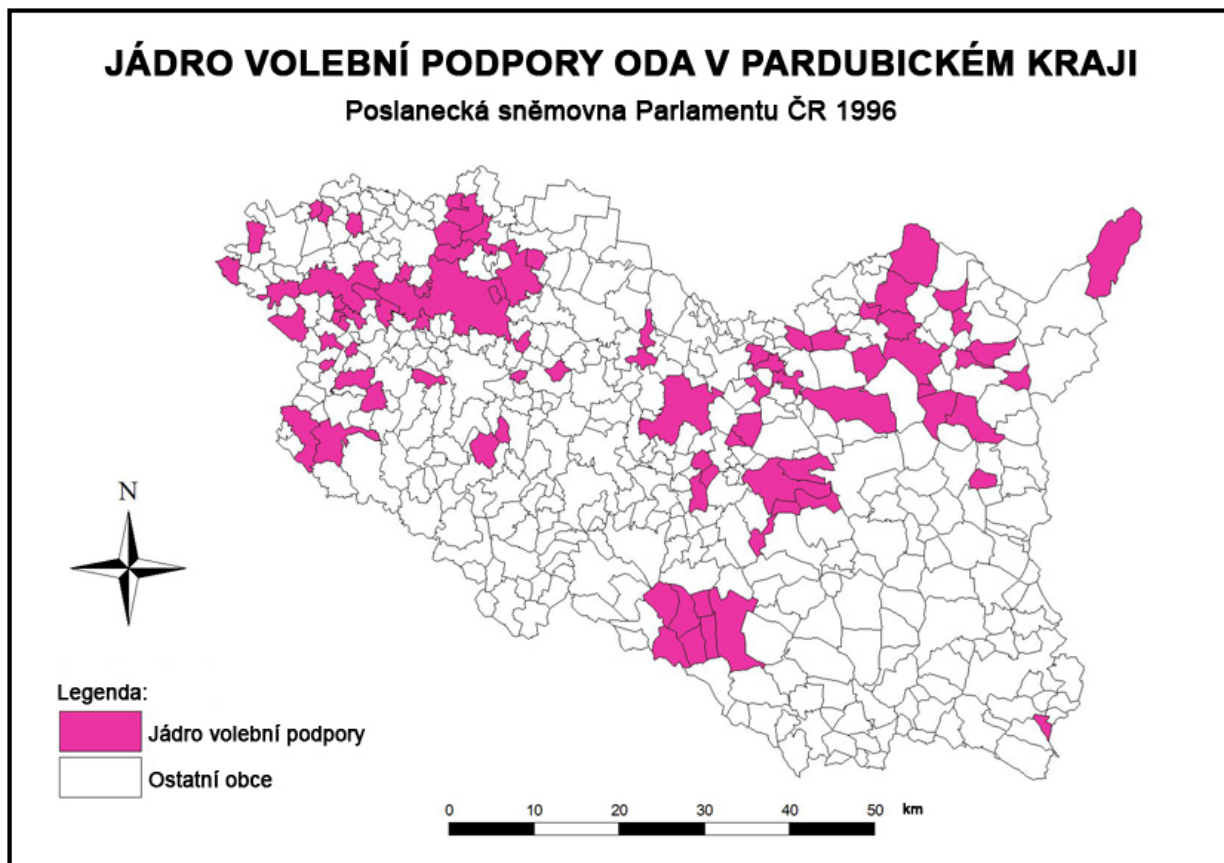 JÁDRO VOLEBNÍ PODPORY ODA V PARDUBICKÉM KRAJI
Poslanecká sněmovna Parlamentu ČR 1996
N
Legenda:
Jádro volební podpory
Ostatní obce
0 10 20 30 40 50 km